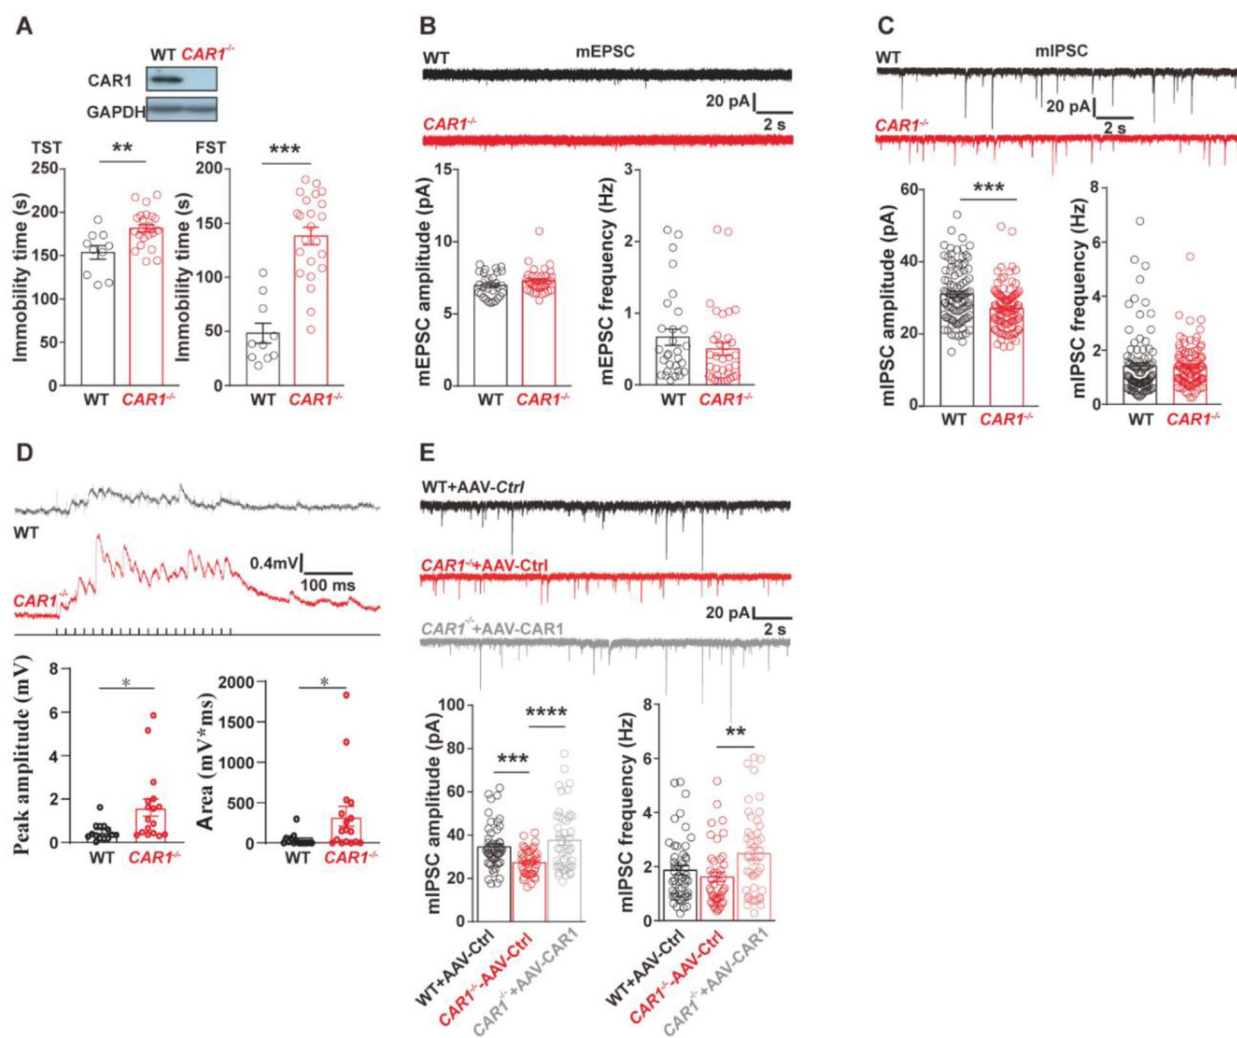 A
WT CAR1-/-
CAR1
GAPDH
TST
**
FST
***
Immobility time (s)
250
200
150
100
50
0
WT CAR1-/-
Immobility time (s)
200
150
100
50
0
WT CAR1-/-
B
mEPSC
WT
20 pA
2 s
CAR1-/-
mEPSC amplitude (pA)
15
10
5
0
WT CAR1-/-
mEPSC frequency (Hz)
3
2
1
0
WT CAR1-/-
C
mIPSC
WT
20 pA
2 s
CAR1-/-
mIPSC amplitude (pA)
60
40
20
0
***
WT CAR1-/-
mIPSC frequency (Hz)
8
6
4
2
0
WT CAR1-/-
D
WT
0.4mV
100 ms
CAR1-/-
Peak amplitude (mV)
8
6
4
2
0
*
WT CAR1-/-
Area (mV*ms)
2000
1500
1000
500
0
*
WT CAR1-/-
E
WT+AAV-Ctrl
CAR1-/-+AAV-Ctrl
20 pA
2 s
CAR1-/-+AAV-CAR1
mIPSC amplitude (pA)
100
80
60
40
20
0
****
***
WT+AAV-Ctrl
CAR1-/--AAV-Ctrl
CAR1-/-+AAV-CAR1
mIPSC frequency (Hz)
8
6
4
2
0
**
WT+AAV-Ctrl
CAR1-/--AAV-Ctrl
CAR1-/-+AAV-CAR1